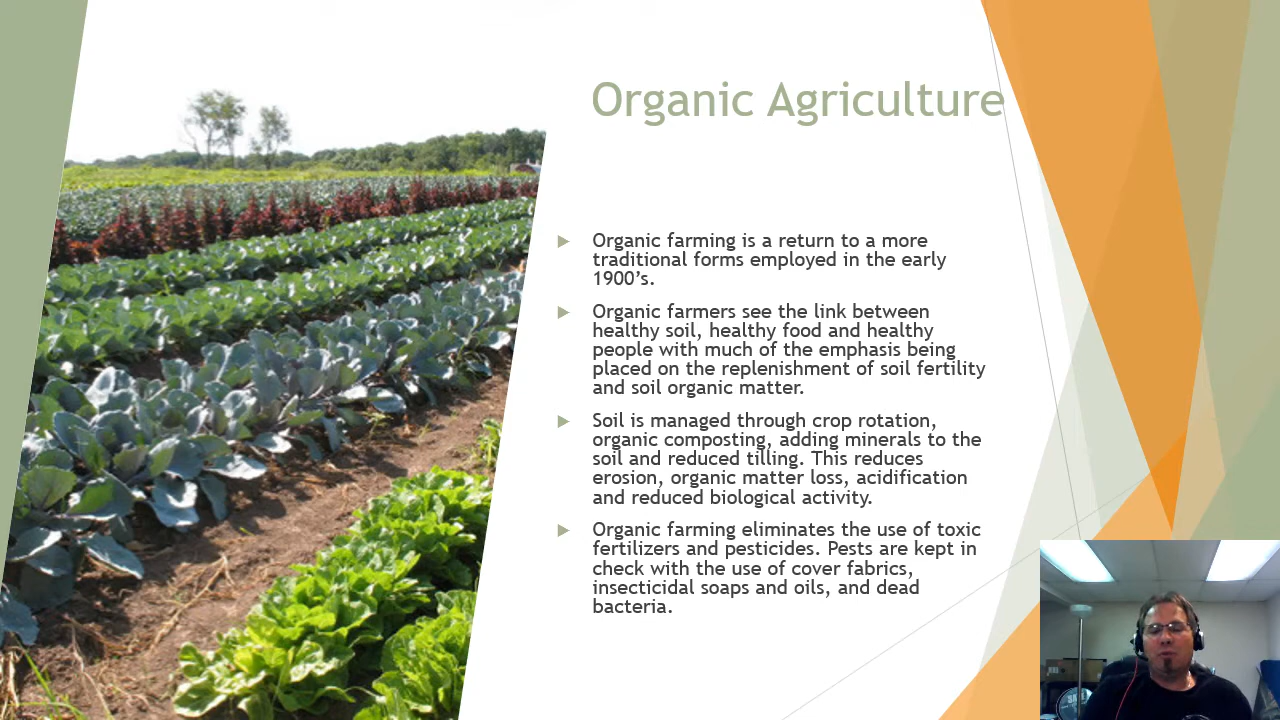 Organic Agriculture
Organic farming is a return to a more
traditional forms employed in the early
1900’s.
Organic farmers see the link between
healthy soil, healthy food and healthy
people with much of the emphasis being
placed on the replenishment of soil fertility
and soil organic matter.
Soil is managed through crop rotation,
organic composting, adding minerals to the
soil and reduced tilling. This reduces
erosion, organic matter loss, acidification
and reduced biological activity.
Organic farming eliminates the use of toxic
fertilizers and pesticides. Pests are kept in
check with the use of cover fabrics,
insecticidal soaps and oils, and dead
bacteria.